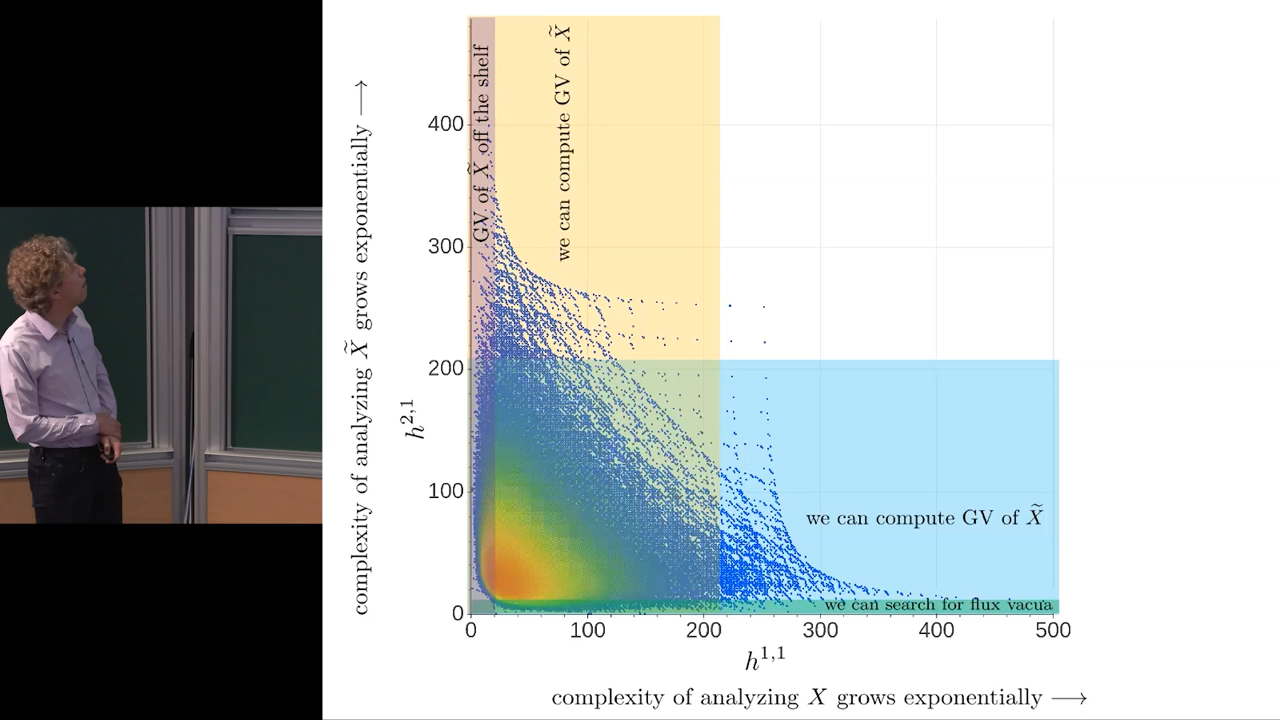 GV of X̃ off the shelf
we can compute GV of X̃
complexity of analyzing X̃ grows exponentially ⟶
400
300
200
100
0
h^{2,1}
we can compute GV of X̃
we can search for flux vacua
0 100 200 300 400 500
h^{1,1}
complexity of analyzing X grows exponentially ⟶